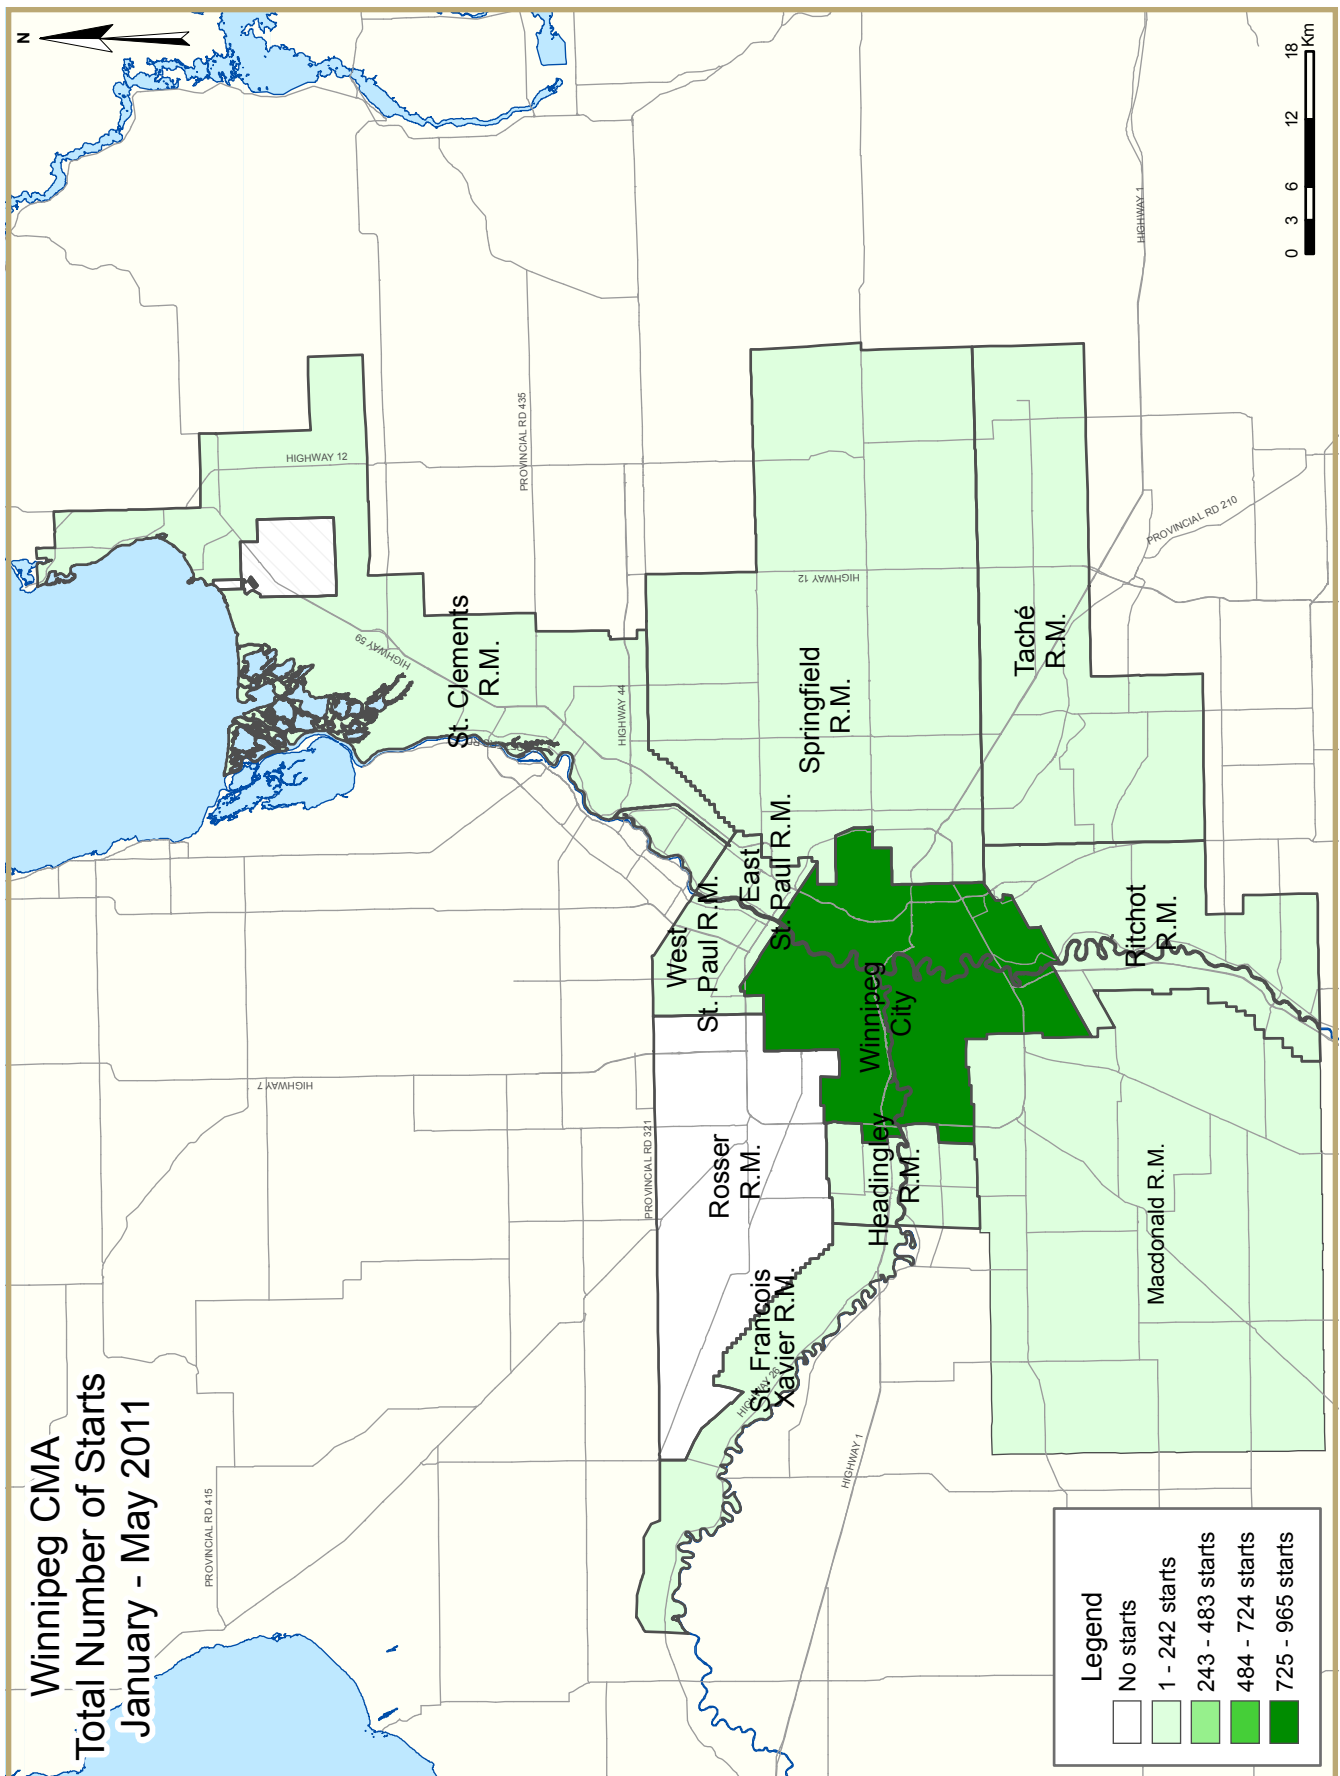 Winnipeg CMA
Total Number of Starts
January - May 2011
N
PROVINCIAL RD 415
HIGHWAY 7
PROVINCIAL RD 321
HIGHWAY 12
PROVINCIAL RD 435
HIGHWAY 59
St. Clements
R.M.
HIGHWAY 44
HIGHWAY 12
Rosser
R.M.
West
St. Paul R.M.
East
St. Paul R.M.
Springfield
R.M.
St. Francois
Xavier R.M.
HIGHWAY 26
Headingley
R.M.
Winnipeg
City
HIGHWAY 1
Taché
R.M.
HIGHWAY 1
PROVINCIAL RD 210
Ritchot
R.M.
Macdonald R.M.
Legend
No starts
1 - 242 starts
243 - 483 starts
484 - 724 starts
725 - 965 starts
0 3 6 12 18
Km